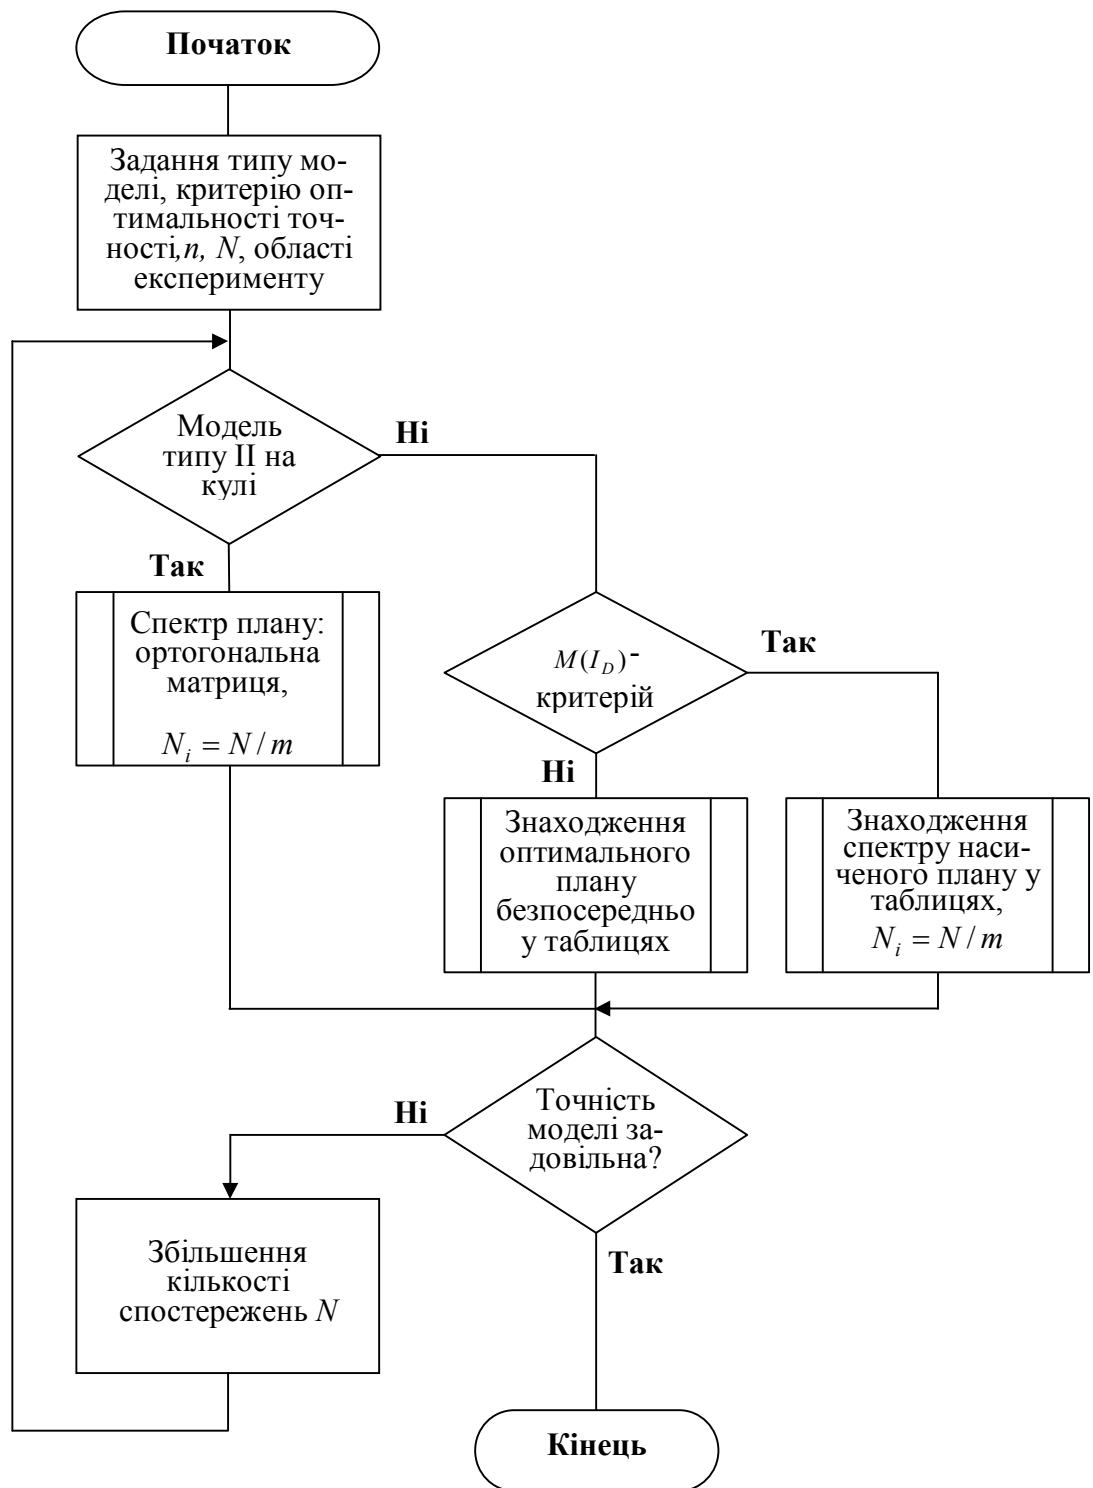 Початок
Задання типу мо-
делі, критерію оп-
тимальності точ-
ності,n, N, області
експерименту
Модель
типу II на
кулі
Ні
Так
Спектр плану:
ортогональна
матриця,
N_i = N/m
M(I_D)-
критерій
Так
Ні
Знаходження
оптимального
плану
безпосередньо
у таблицях
Знаходження
спектру наси-
ченого плану у
таблицях,
N_i = N/m
Точність
моделі за-
довільна?
Ні
Так
Збільшення
кількості
спостережень N
Кінець